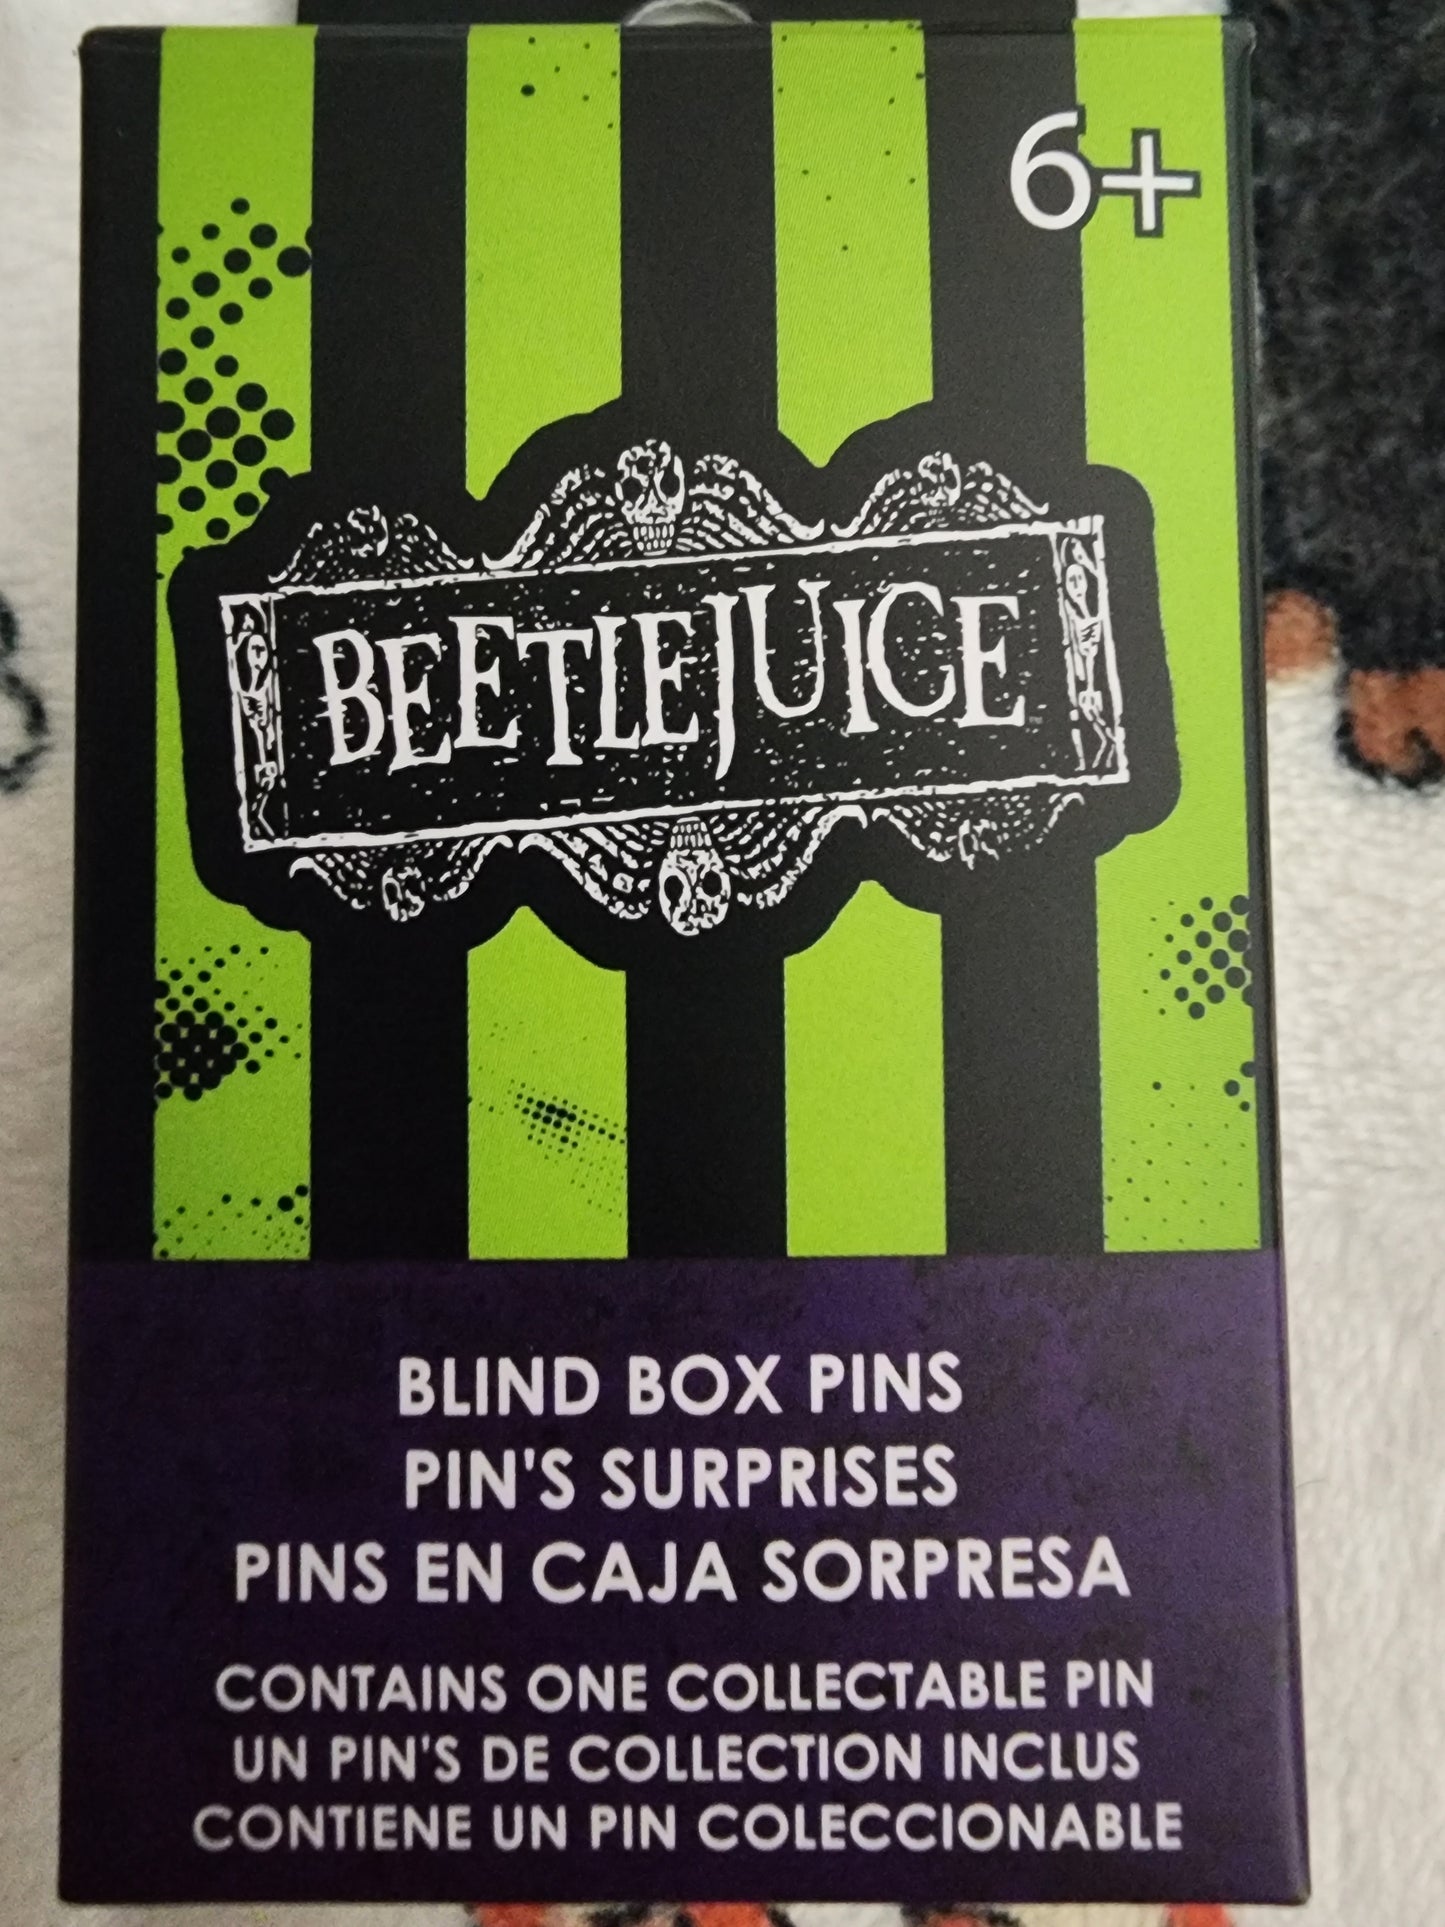 6+
BEETLEJUICE
BLIND BOX PINS
PIN'S SURPRISES
PINS EN CAJA SORPRESA
CONTAINS ONE COLLECTABLE PIN
UN PIN'S DE COLLECTION INCLUS
CONTIENE UN PIN COLECCIONABLE